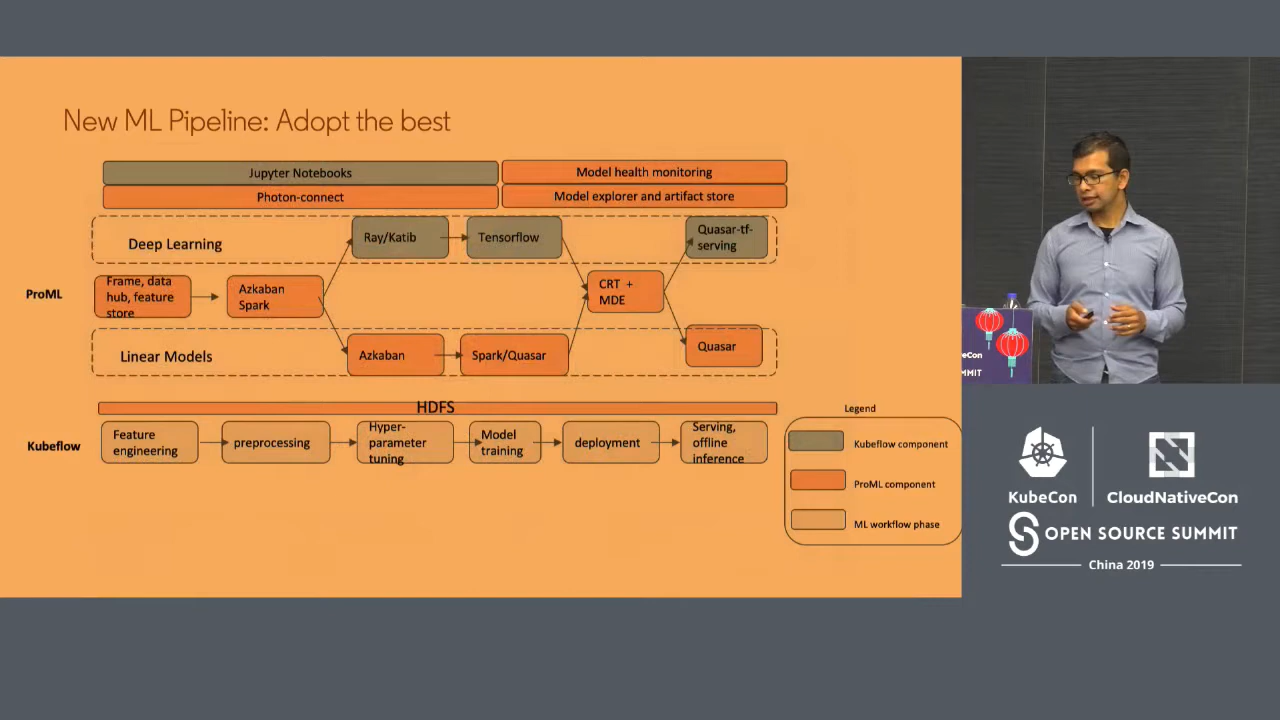 New ML Pipeline: Adopt the best
Jupyter Notebooks
Model health monitoring
Photon-connect
Model explorer and artifact store
Deep Learning
Ray/Katib
Tensorflow
Quasar-tf-
serving
ProML
Frame, data
hub, feature
store
Azkaban
Spark
CRT +
MDE
Linear Models
Azkaban
Spark/Quasar
Quasar
HDFS
Kubeflow
Feature
engineering
preprocessing
Hyper-
parameter
tuning
Model
training
deployment
Serving,
offline
inference
Legend
Kubeflow component
ProML component
ML workflow phase
eCon
MMIT
KubeCon
CloudNativeCon
OPEN SOURCE SUMMIT
China 2019